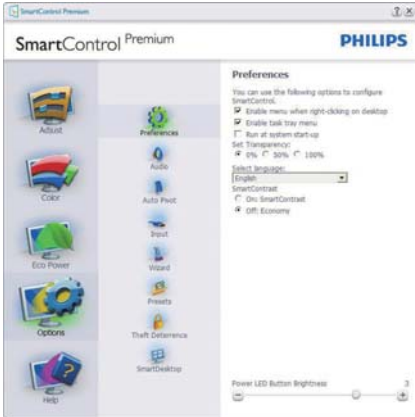 SmartControl Premium
SmartControl Premium
PHILIPS
Adjust
Color
Eco Power
Options
Help
Preferences
Audio
Auto Pivot
Input
Wizard
Presets
Theft Deterrence
SmartDesktop
Preferences
You can use the following options to configure
SmartControl.
Enable menu when right-clicking on desktop
Enable task tray menu
Run at system start-up
Set Transparency:
0% 50% 100%
Select language:
English
SmartContrast
On: SmartContrast
Off: Economy
Power LED Button Brightness 3